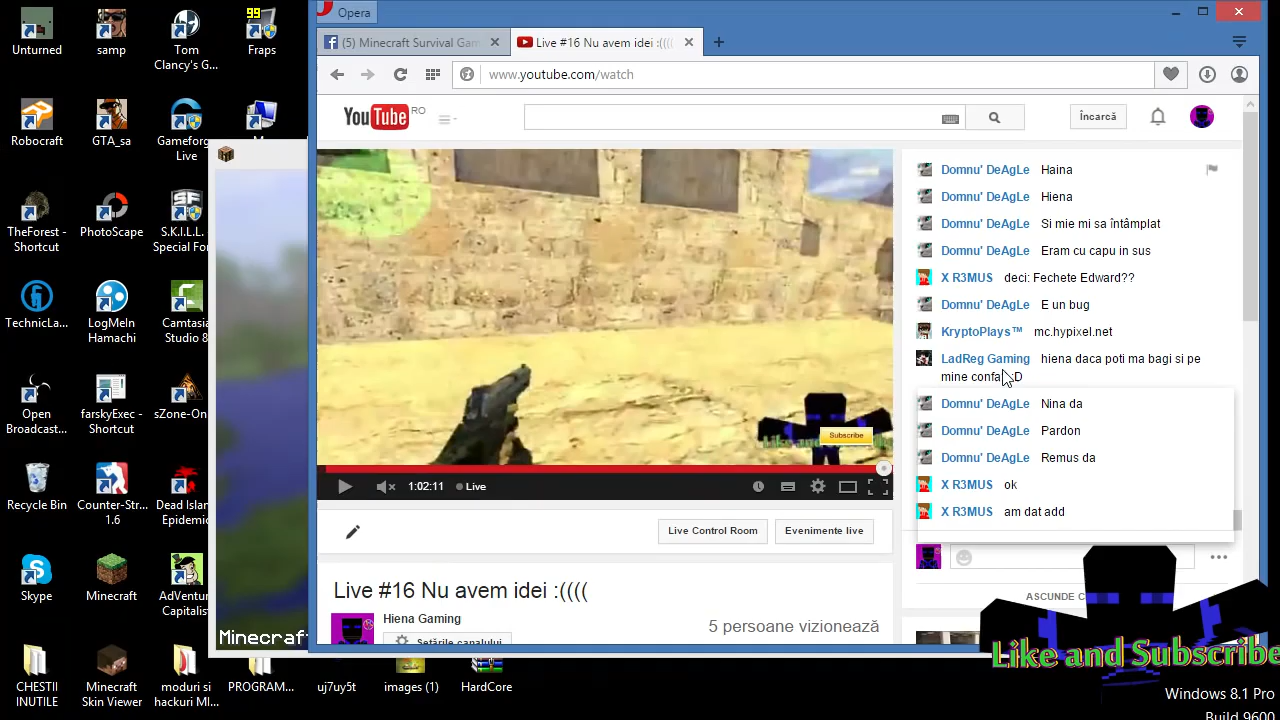 Unturned
samp
Tom
Clancy's G...
99
Fraps
Robocraft
GTA_sa
Gameforge
Live
TheForest -
Shortcut
PhotoScape
S.K.I.L.L.
Special For
TechnicLa...
LogMeIn
Hamachi
Camtasia
Studio 8
Open
Broadcast...
farskyExec -
Shortcut
sZone-On
Recycle Bin
Counter-Str...
1.6
Dead Island
Epidemic
Skype
Minecraft
AdVenture
Capitalist
CHESTII
INUTILE
Minecraft
Skin Viewer
moduri si
hackuri MI...
PROGRAM...
uj7uy5t
images (1)
HardCore
Minecraft
Opera
(5) Minecraft Survival Gam
Live #16 Nu avem idei :((((
www.youtube.com/watch
YouTube RO
Încarcă
Domnu' DeAgLe Haina
Domnu' DeAgLe Hiena
Domnu' DeAgLe Si mie mi sa întâmplat
Domnu' DeAgLe Eram cu capu in sus
X R3MUS deci: Fechete Edward??
Domnu' DeAgLe E un bug
KryptoPlays™ mc.hypixel.net
LadReg Gaming hiena daca poti ma bagi si pe
mine confa :D
Domnu' DeAgLe Nina da
Domnu' DeAgLe Pardon
Domnu' DeAgLe Remus da
X R3MUS ok
X R3MUS am dat add
ASCUNDE C
Subscribe
Like and
1:02:11
Live
Live Control Room
Evenimente live
Live #16 Nu avem idei :((((
Hiena Gaming
Setările canalului
5 persoane vizionează
Like and Subscribe
Windows 8.1 Pro
Build 9600